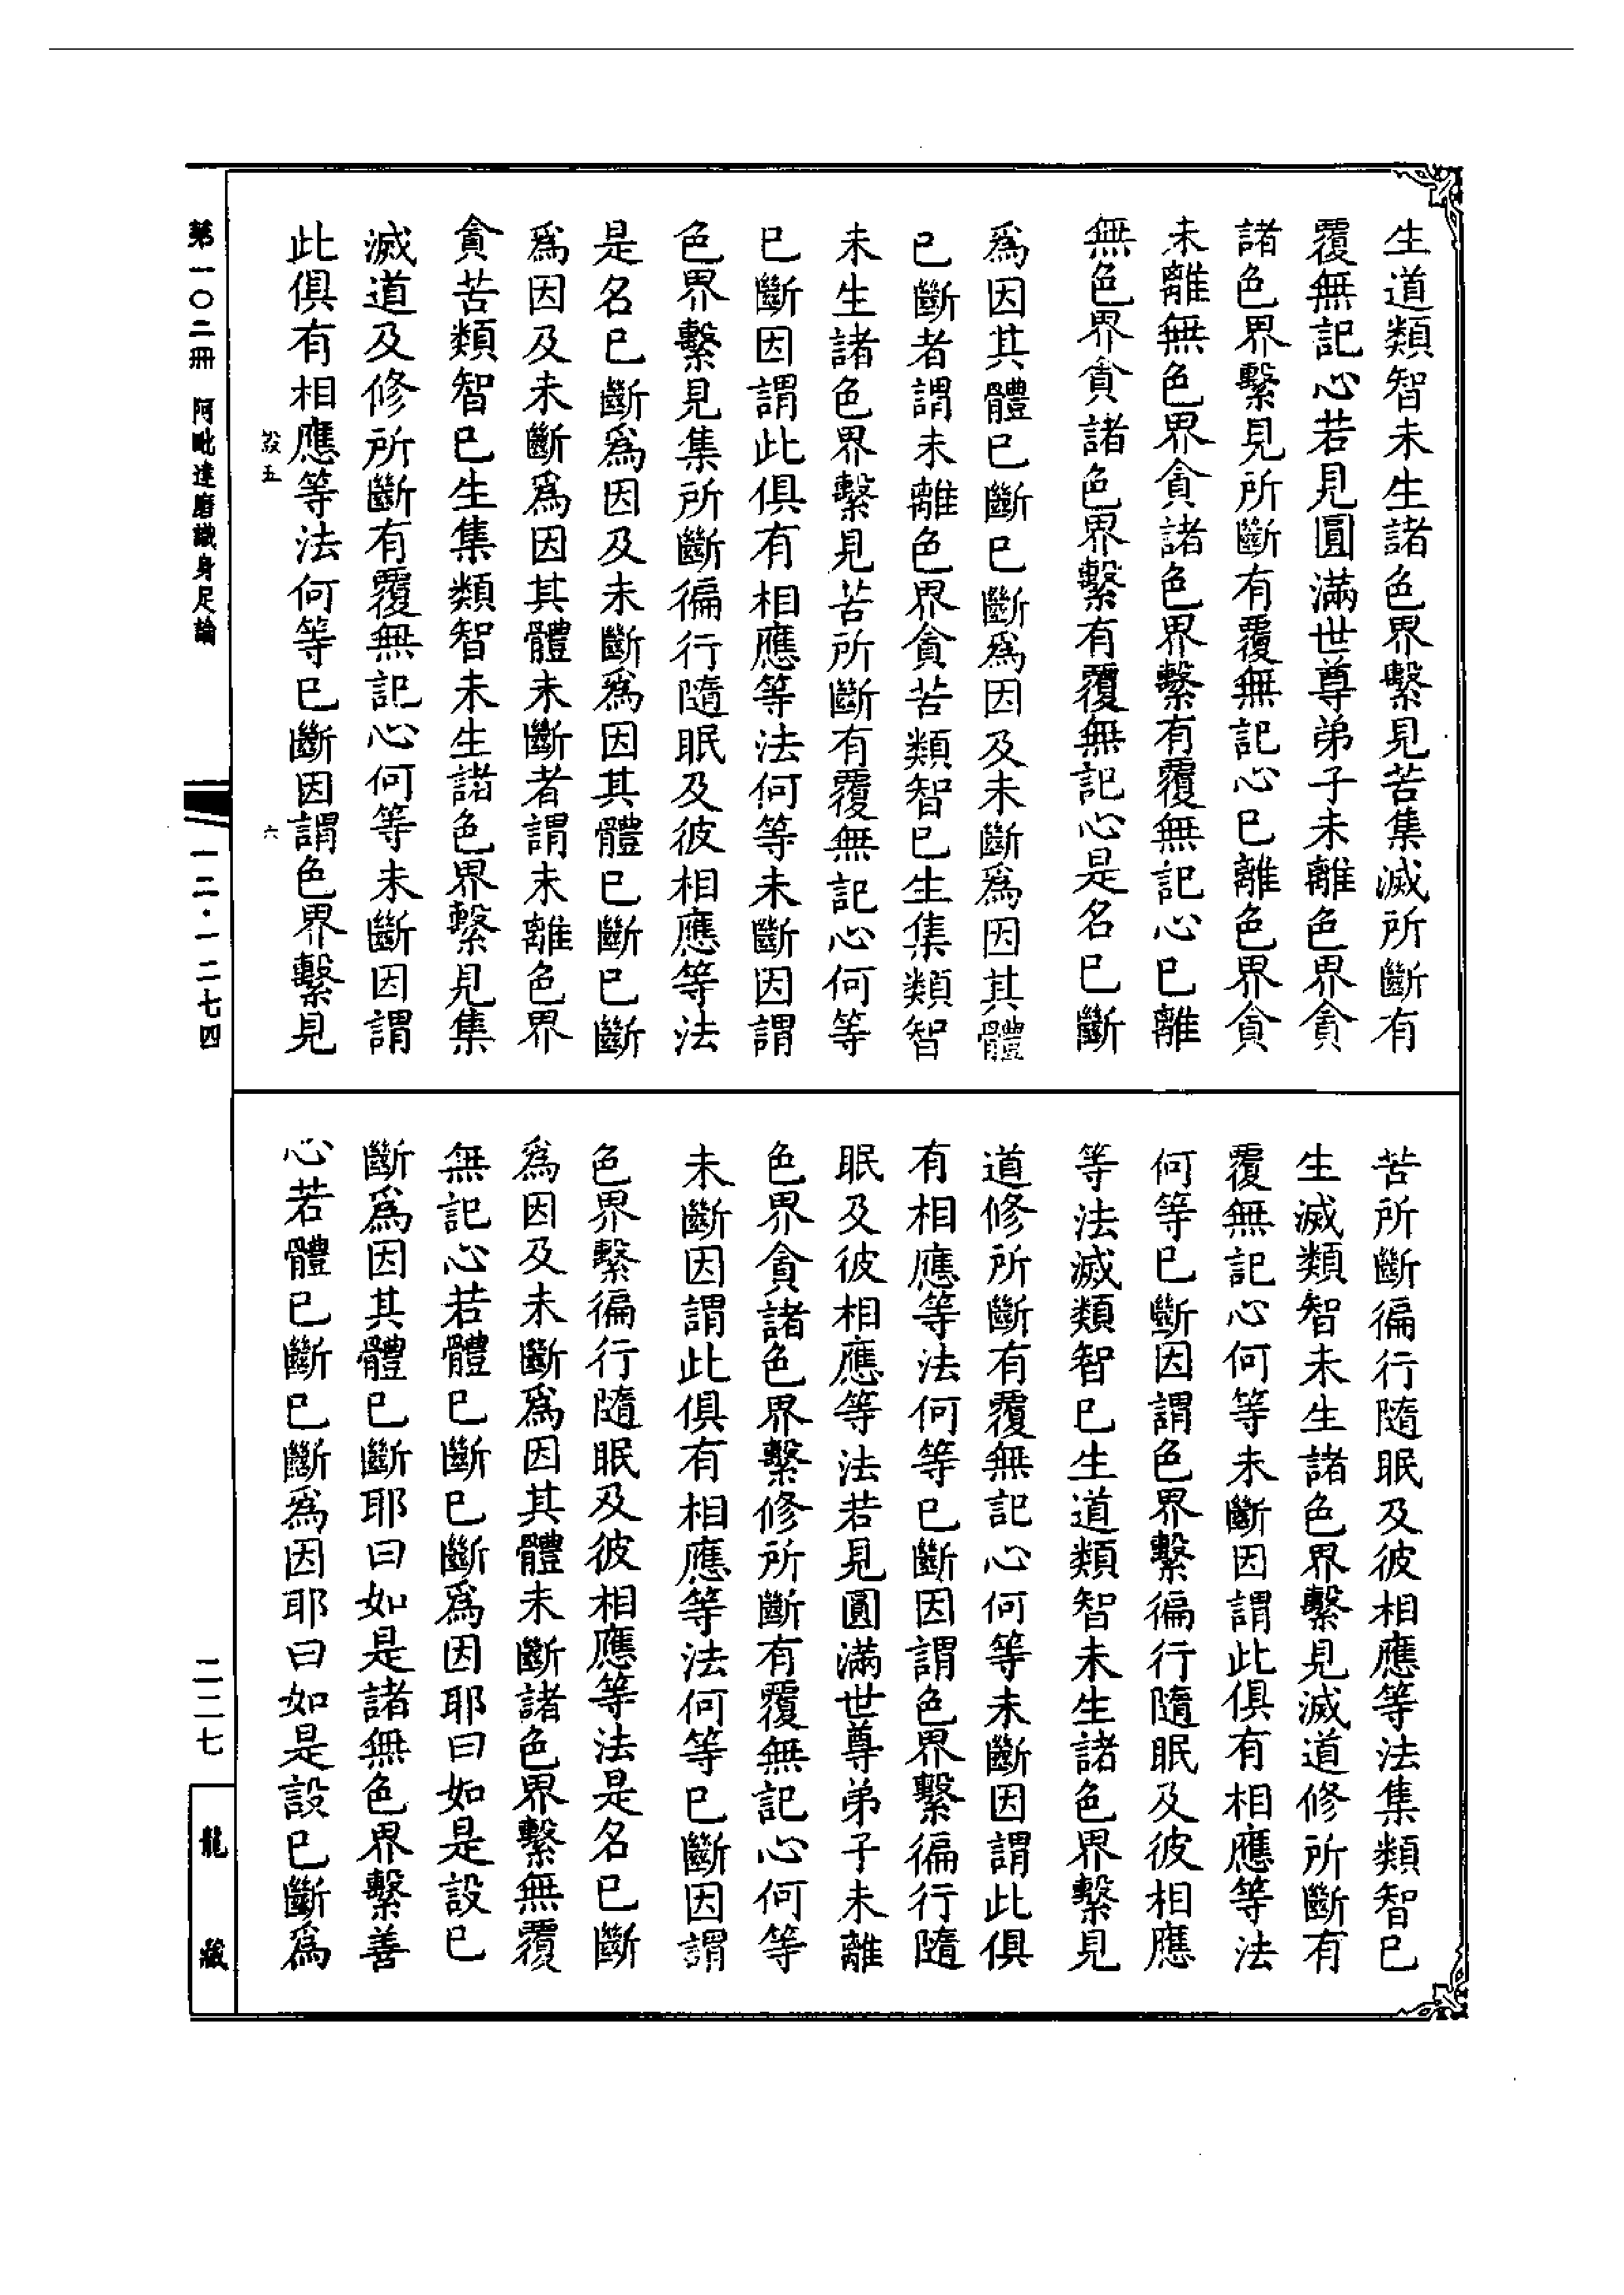 生道類智未生諸色界繫見苦集滅所斷有
覆無記心若見圓滿世尊弟子未離色界貪
諸色界繫見所斷有覆無記心已離色界貪
未離無色界貪諸色界繫有覆無記心已離
無色界貪諸色界繫有覆無記心是名已斷
為因其體已斷已斷為因及未斷為因其體
已斷者謂未離色界貪苦類智已生集類智
未生諸色界繫見苦所斷有覆無記心何等
已斷因謂此俱有相應等法何等未斷因謂
色界繫見集所斷徧行隨眠及彼相應等法
是名已斷為因及未斷為因其體已斷已斷
為因及未斷為因其體未斷者謂未離色界
貪苦類智已生集類智未生諸色界繫見集
滅道及修所斷有覆無記心何等未斷因謂
此俱有相應等法何等已斷因謂色界繫見
苦所斷徧行隨眠及彼相應等法集類智已
生滅類智未生諸色界繫見滅道修所斷有
覆無記心何等未斷因謂此俱有相應等法
何等已斷因謂色界繫徧行隨眠及彼相應
等法滅類智已生道類智未生諸色界繫見
道修所斷有覆無記心何等未斷因謂此俱
有相應等法何等已斷因謂色界繫徧行隨
眠及彼相應等法若見圓滿世尊弟子未離
色界貪諸色界繫修所斷有覆無記心何等
未斷因謂此俱有相應等法何等已斷因謂
色界繫徧行隨眠及彼相應等法是名已斷
為因及未斷為因其體未斷諸色界繫無覆
無記心若體已斷已斷為因耶曰如是設已
斷為因其體已斷耶曰如是諸無色界繫善
心若體已斷已斷為因耶曰如是設已斷為
五
六
第一〇二冊 阿毗達磨識身足論
一二·一二七四
二二七
龍藏